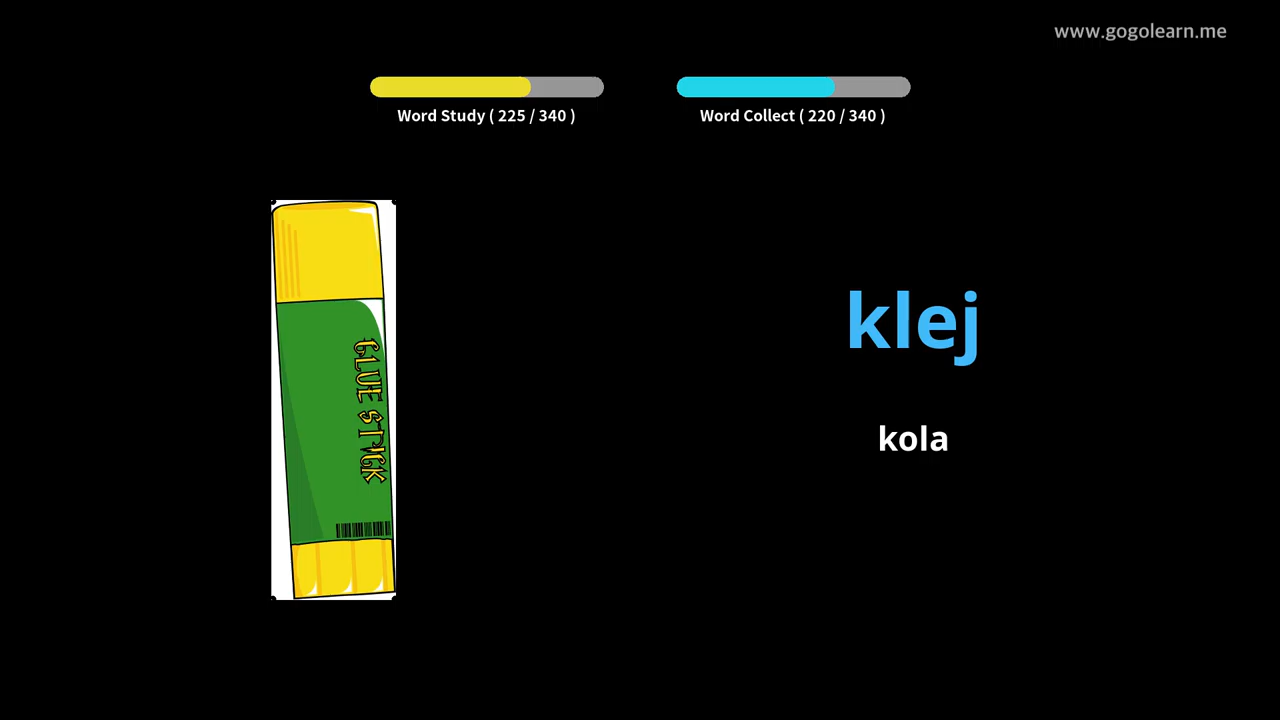 www.gogolearn.me
Word Study ( 225 / 340 )
Word Collect ( 220 / 340 )
GLUE STICK
klej
kola